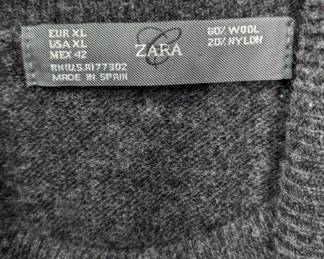 EUR XL
USA XL
MEX 42
RN(U.S.A)77302
MADE IN SPAIN
ZARA
80% WOOL
20% NYLON